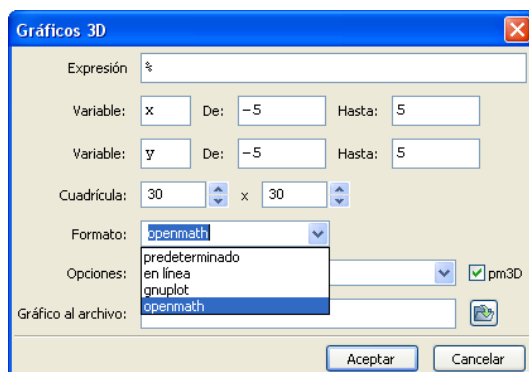 Gráficos 3D
Expresión %
Variable: x De: -5 Hasta: 5
Variable: y De: -5 Hasta: 5
Cuadrícula: 30 x 30
Formato: openmath
predeterminado
en línea
gnuplot
openmath
Opciones: pm3D
Gráfico al archivo:
Aceptar Cancelar